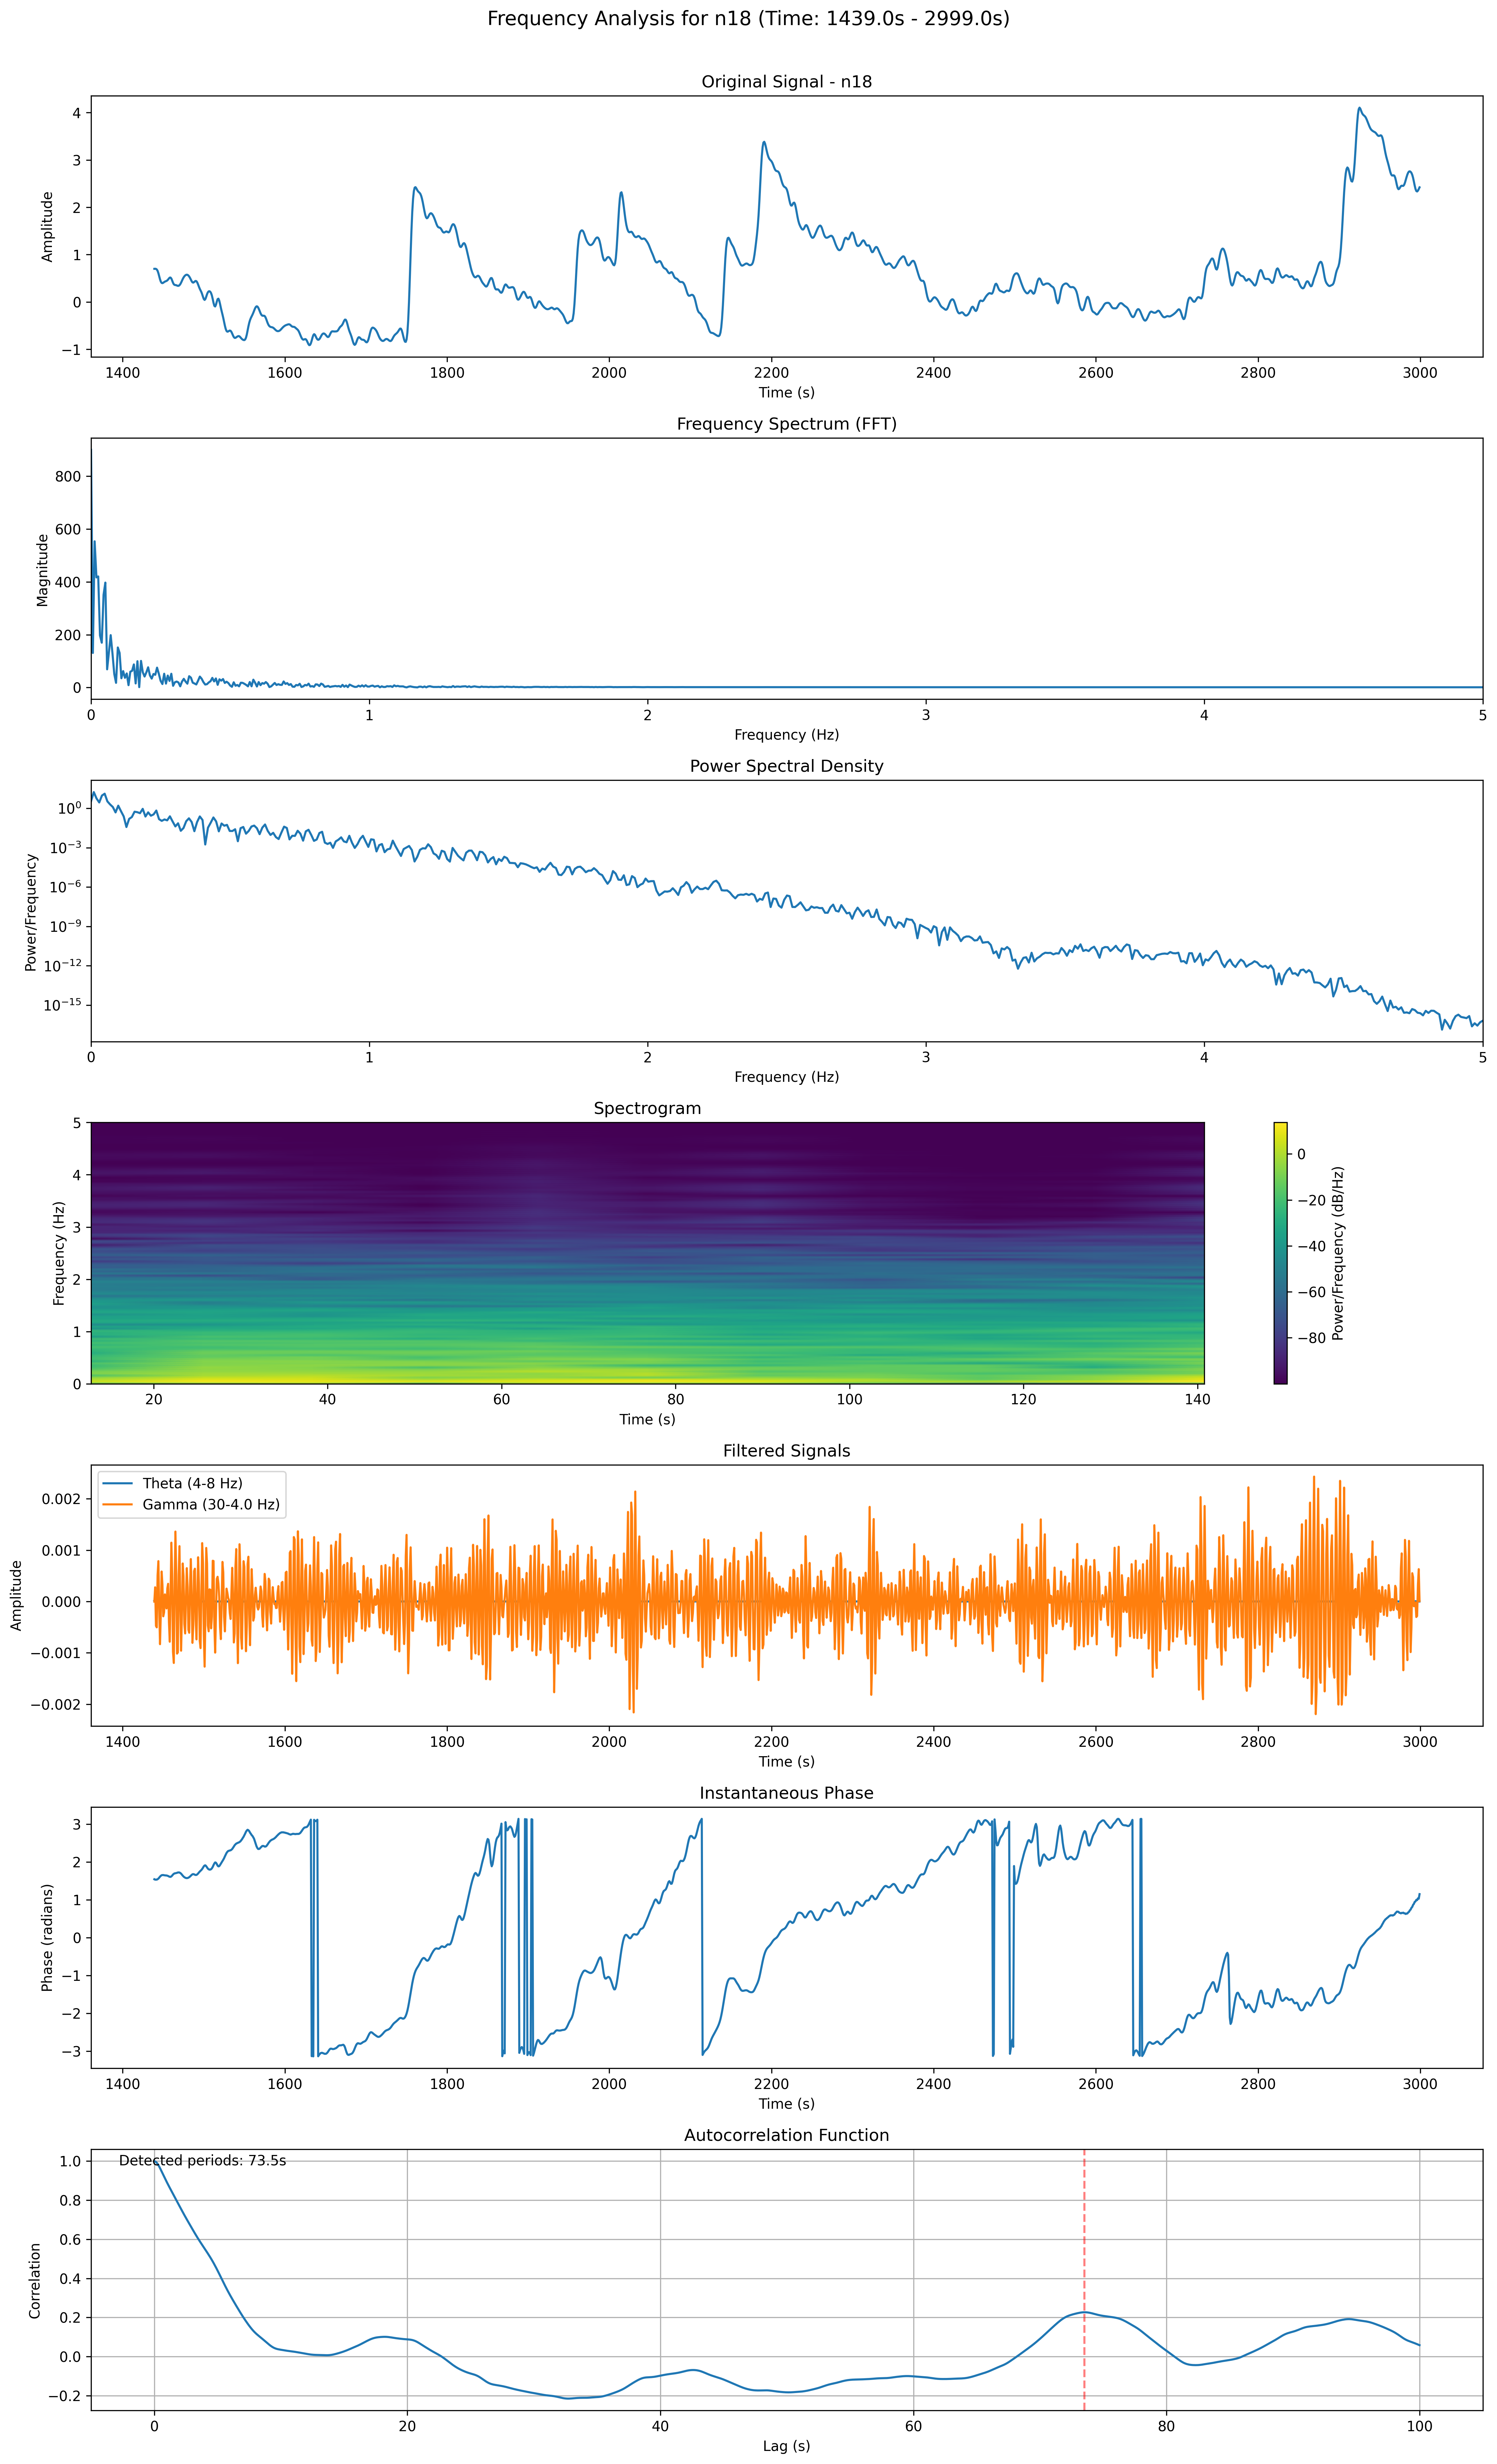 Frequency Analysis for n18 (Time: 1439.0s - 2999.0s)
Original Signal - n18
4
3
2
1
0
−1
Amplitude
1400 1600 1800 2000 2200 2400 2600 2800 3000
Time (s)
Frequency Spectrum (FFT)
800
600
400
200
0
Magnitude
0 1 2 3 4 5
Frequency (Hz)
Power Spectral Density
10⁰
10⁻³
10⁻⁶
10⁻⁹
10⁻¹²
10⁻¹⁵
Power/Frequency
0 1 2 3 4 5
Frequency (Hz)
Spectrogram
5
4
3
2
1
0
Frequency (Hz)
20 40 60 80 100 120 140
Time (s)
0
−20
−40
−60
−80
Power/Frequency (dB/Hz)
Filtered Signals
Theta (4-8 Hz)
Gamma (30-4.0 Hz)
0.002
0.001
0.000
−0.001
−0.002
Amplitude
1400 1600 1800 2000 2200 2400 2600 2800 3000
Time (s)
Instantaneous Phase
3
2
1
0
−1
−2
−3
Phase (radians)
1400 1600 1800 2000 2200 2400 2600 2800 3000
Time (s)
Autocorrelation Function
Detected periods: 73.5s
1.0
0.8
0.6
0.4
0.2
0.0
−0.2
Correlation
0 20 40 60 80 100
Lag (s)